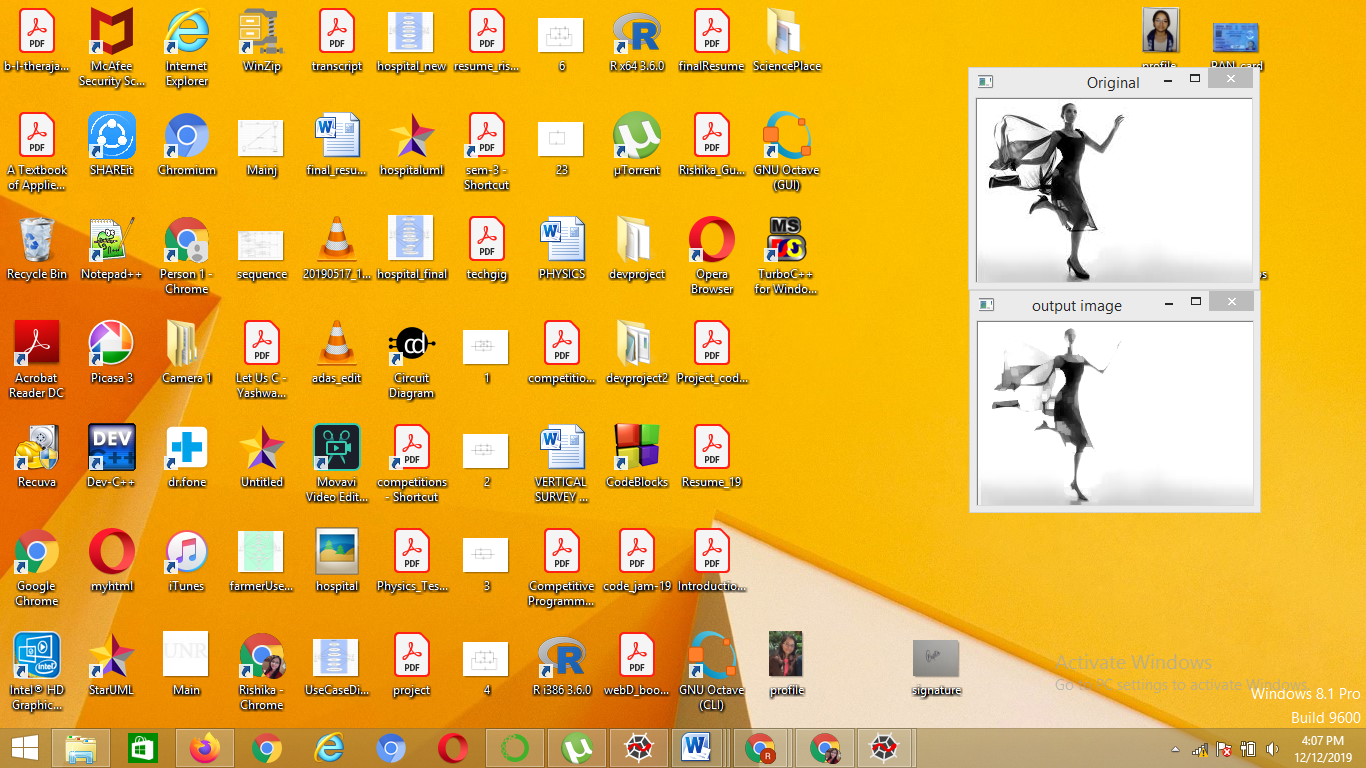 b-l-theraja...
McAfee
Security Sc...
Internet
Explorer
WinZip
transcript
hospital_new
resume_ris...
6
R x64 3.6.0
finalResume
SciencePlace
profile
PAN_card
Original
A Textbook
of Applie...
SHAREit
Chromium
Mainj
final_resu...
hospitaluml
sem-3 -
Shortcut
23
µTorrent
Rishika_Gu...
GNU Octave
(GUI)
Recycle Bin
Notepad++
Person 1 -
Chrome
sequence
20190517_1...
hospital_final
techgig
PHYSICS
devproject
Opera
Browser
TurboC++
for Windo...
output image
Acrobat
Reader DC
Picasa 3
Camera 1
Let Us C -
Yashwa...
adas_edit
Circuit
Diagram
1
competitio...
devproject2
Project_cod...
Recuva
Dev-C++
dr.fone
Untitled
Movavi
Video Edit...
competitions
- Shortcut
2
VERTICAL
SURVEY ...
CodeBlocks
Resume_19
Google
Chrome
myhtml
iTunes
farmerUse...
hospital
Physics_Tes...
3
Competitive
Programm...
code_jam-19
Introductio...
Intel® HD
Graphic...
StarUML
Main
Rishika -
Chrome
UseCaseDi...
project
4
R i386 3.6.0
webD_boo...
GNU Octave
(CLI)
profile
signature
Activate Windows
Go to PC settings to activate Windows.
Windows 8.1 Pro
Build 9600
4:07 PM
12/12/2019